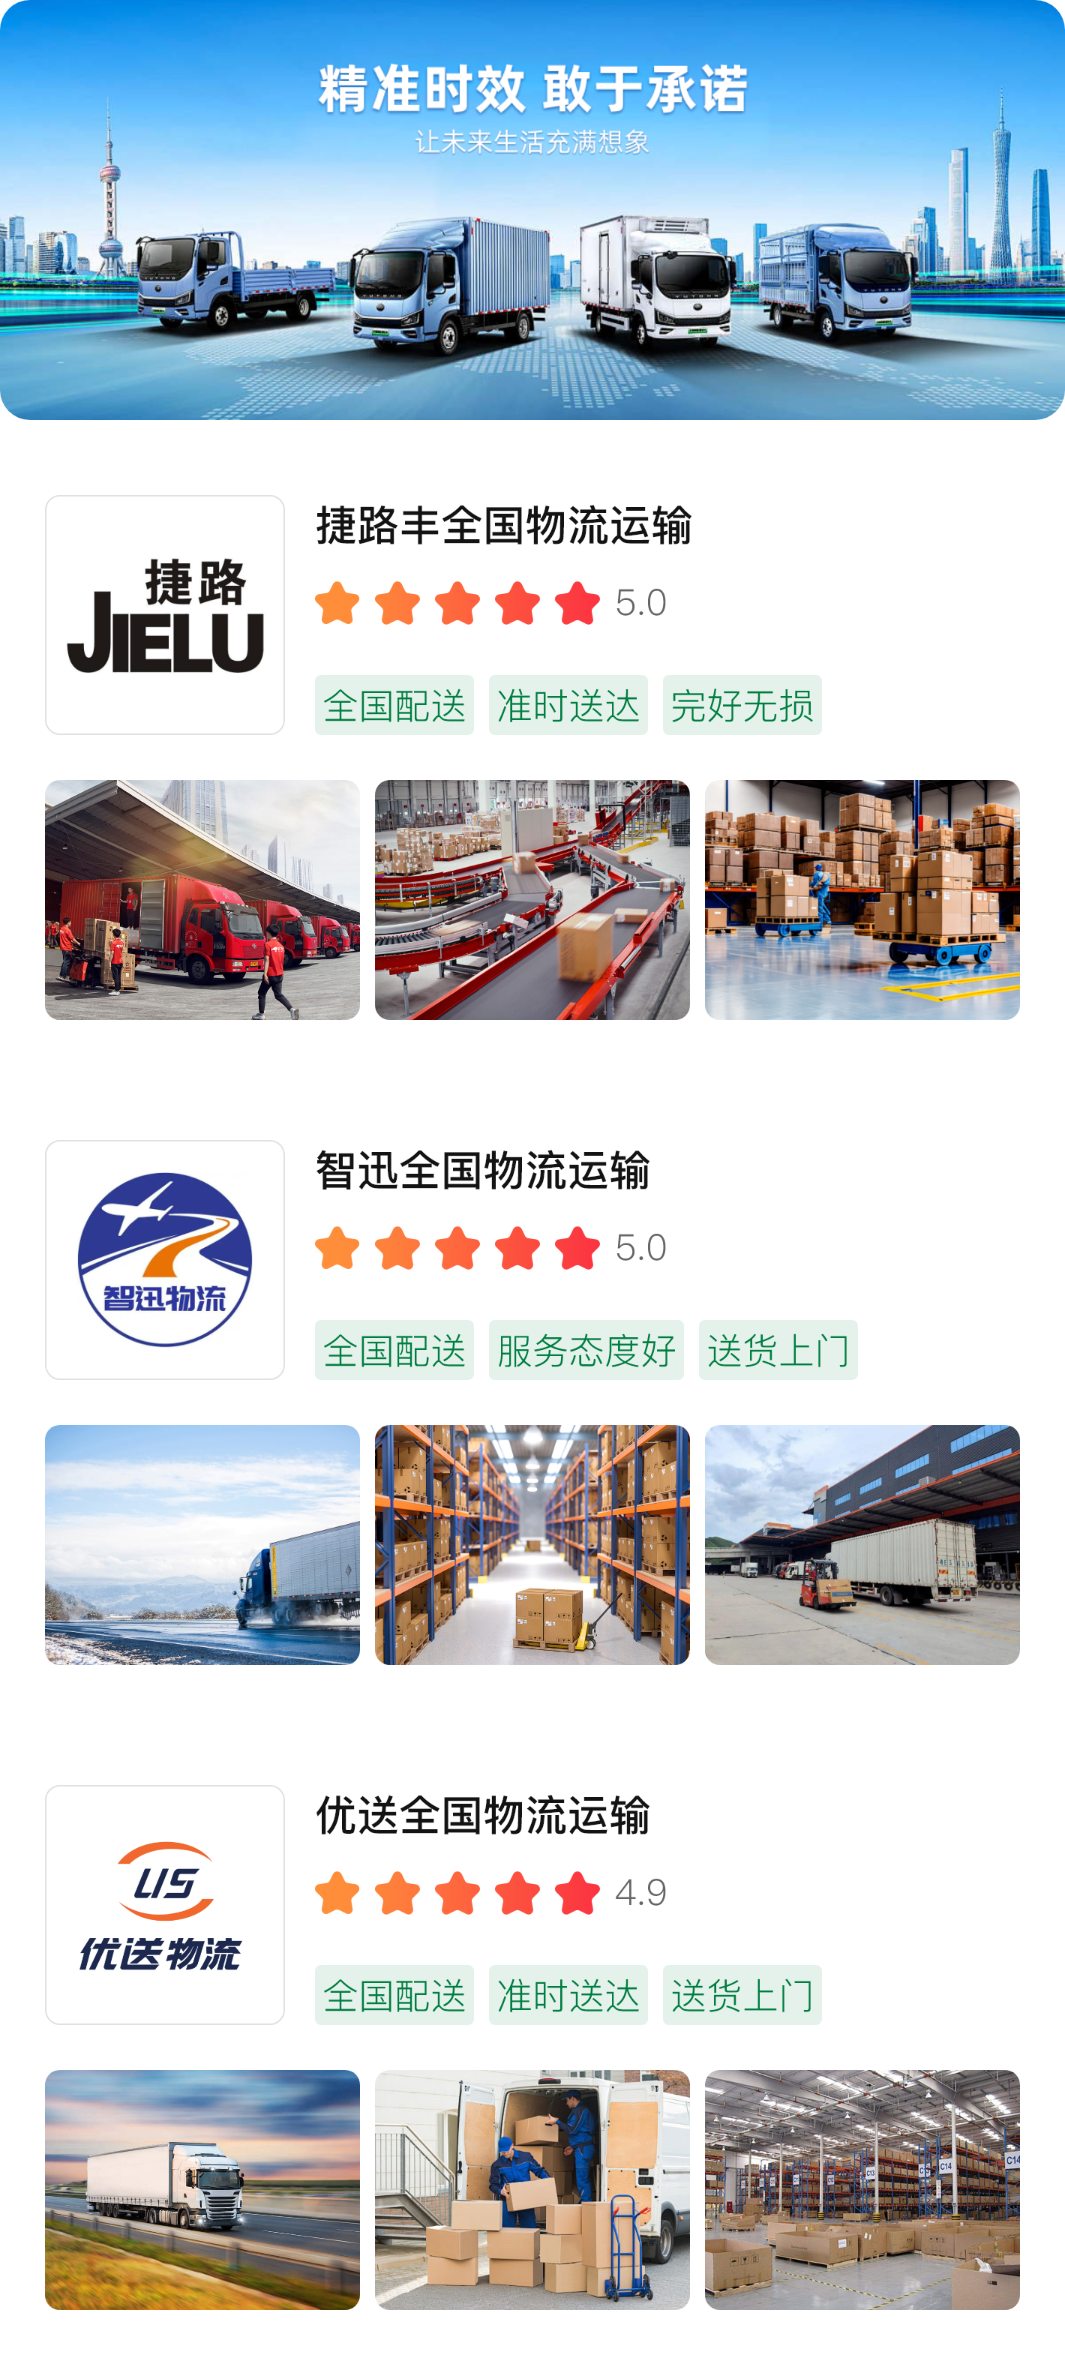 精准时效 敢于承诺
让未来生活充满想象
捷路
JIELU
捷路丰全国物流运输
5.0
全国配送 准时送达 完好无损
智迅物流
智迅全国物流运输
5.0
全国配送 服务态度好 送货上门
US
优送物流
优送全国物流运输
4.9
全国配送 准时送达 送货上门
C13
C14
C14